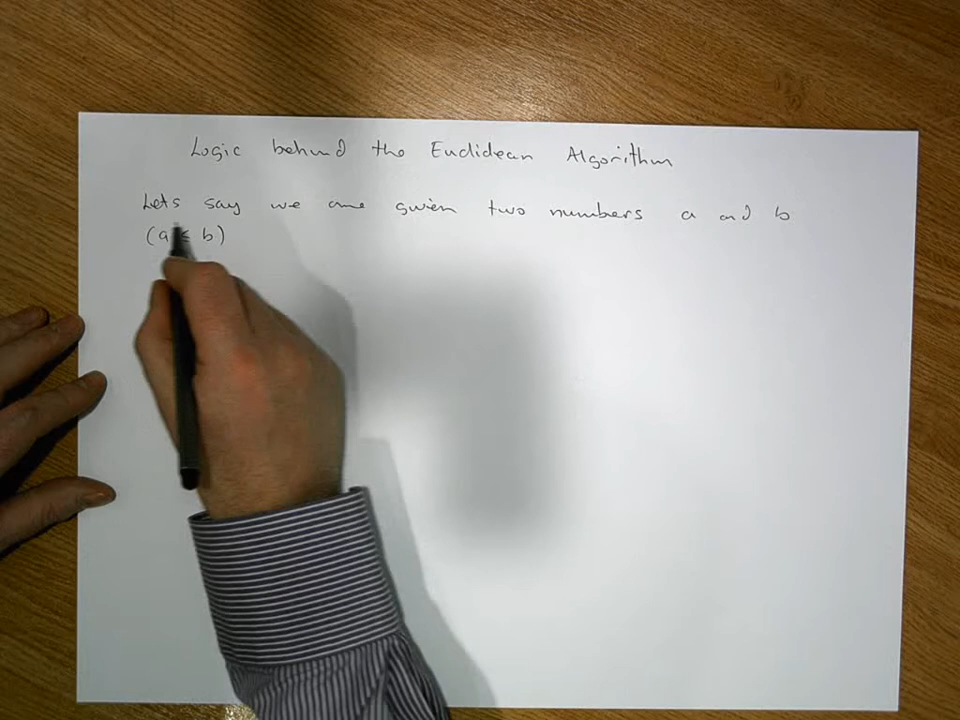 Logic behind the Euclidean Algorithm
Lets say we are given two numbers a and b
(a < b)